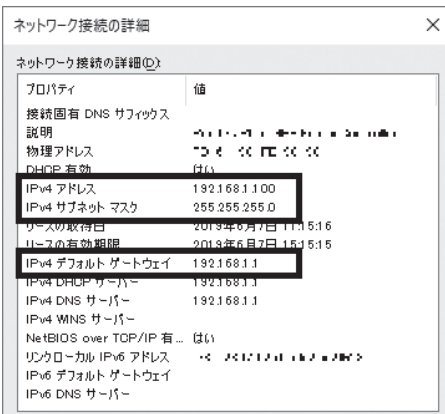 ネットワーク接続の詳細
ネットワーク接続の詳細(D):
プロパティ 値
接続固有 DNS サフィックス
説明
物理アドレス
DHCP 有効 はい
IPv4 アドレス 192.168.1.100
IPv4 サブネット マスク 255.255.255.0
リースの取得日 2019年6月7日 11:15:16
リースの有効期限 2019年6月7日 15:15:16
IPv4 デフォルト ゲートウェイ 192.168.1.1
IPv4 DHCP サーバー 192.168.1.1
IPv4 DNS サーバー 192.168.1.1
IPv4 WINS サーバー
NetBIOS over TCP/IP 有... はい
リンクローカル IPv6 アドレス
IPv6 デフォルト ゲートウェイ
IPv6 DNS サーバー